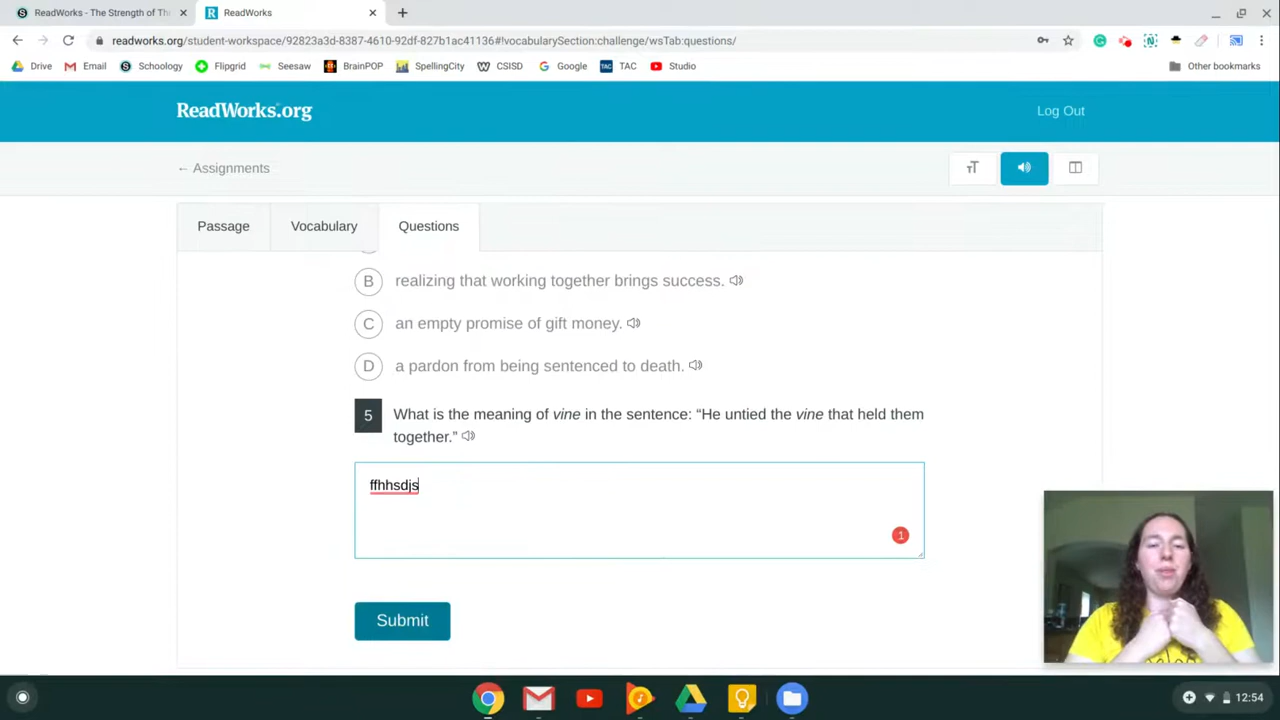 ReadWorks - The Strength of Th
ReadWorks
readworks.org/student-workspace/92823a3d-8387-4610-92df-827b1ac41136#!vocabularySection:challenge/wsTab:questions/
Drive Email Schoology Flipgrid Seesaw BrainPOP SpellingCity CSISD Google TAC Studio Other bookmarks
ReadWorks.org
Log Out
← Assignments
Passage Vocabulary Questions
B realizing that working together brings success.
C an empty promise of gift money.
D a pardon from being sentenced to death.
5 What is the meaning of vine in the sentence: “He untied the vine that held them
together.”
ffhhsdjs
1
Submit
12:54